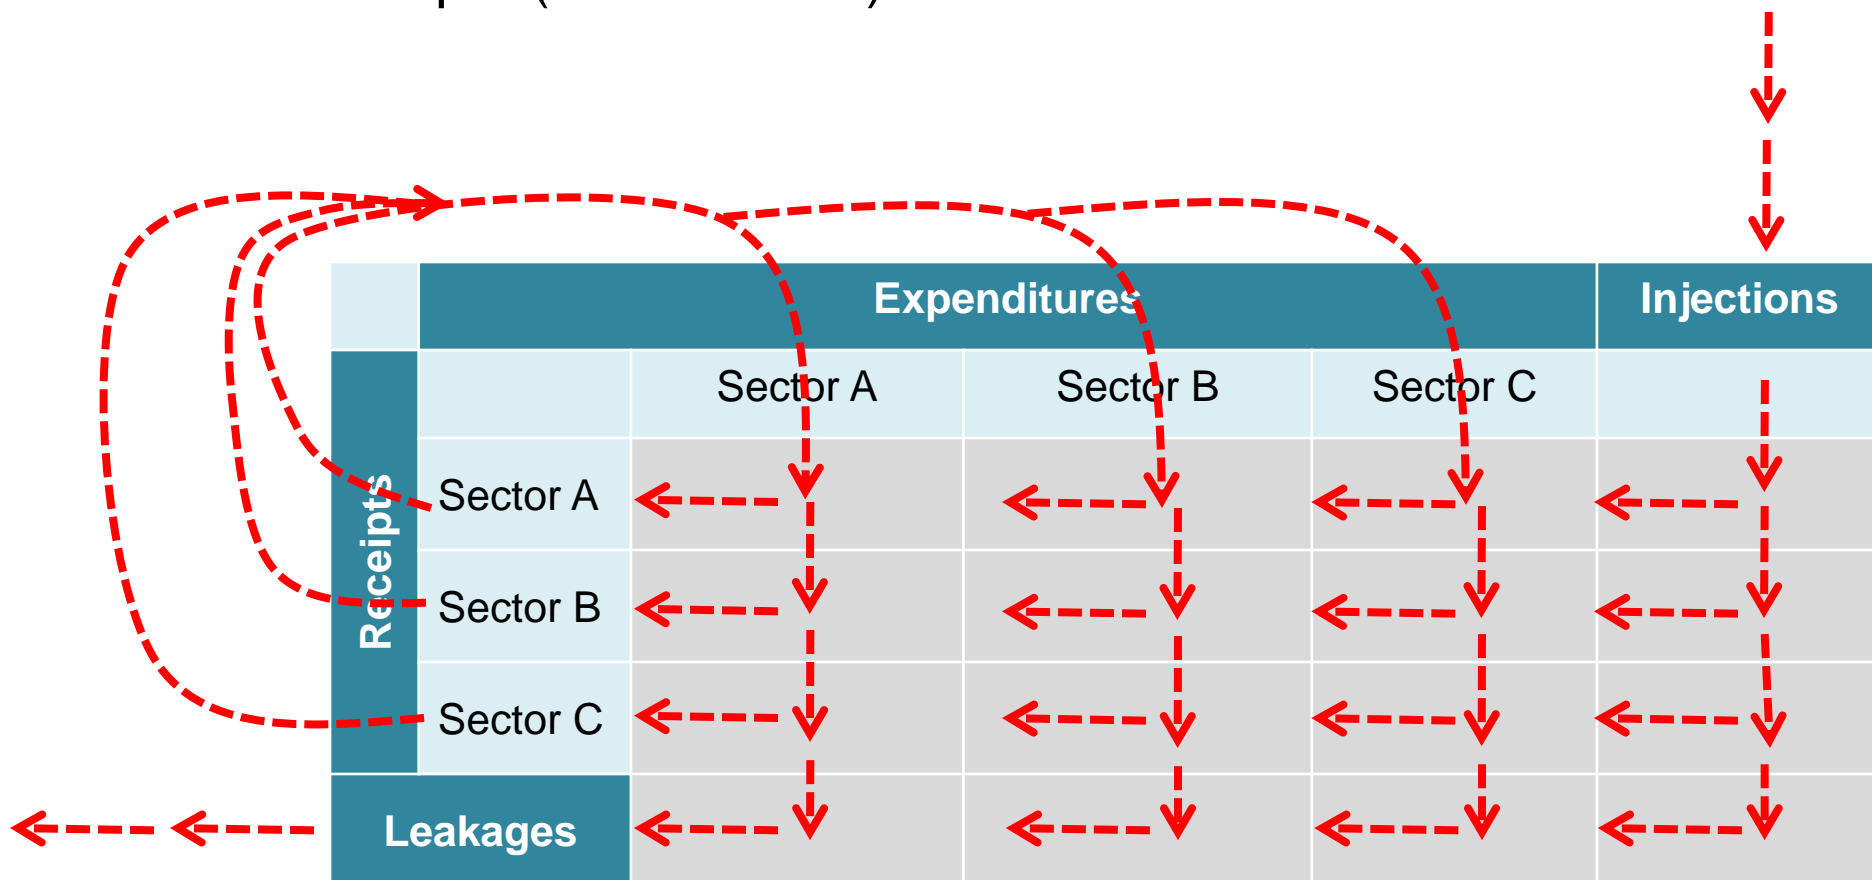 Expenditures Injections
Sector A Sector B Sector C
Receipts
Sector A
Sector B
Sector C
Leakages